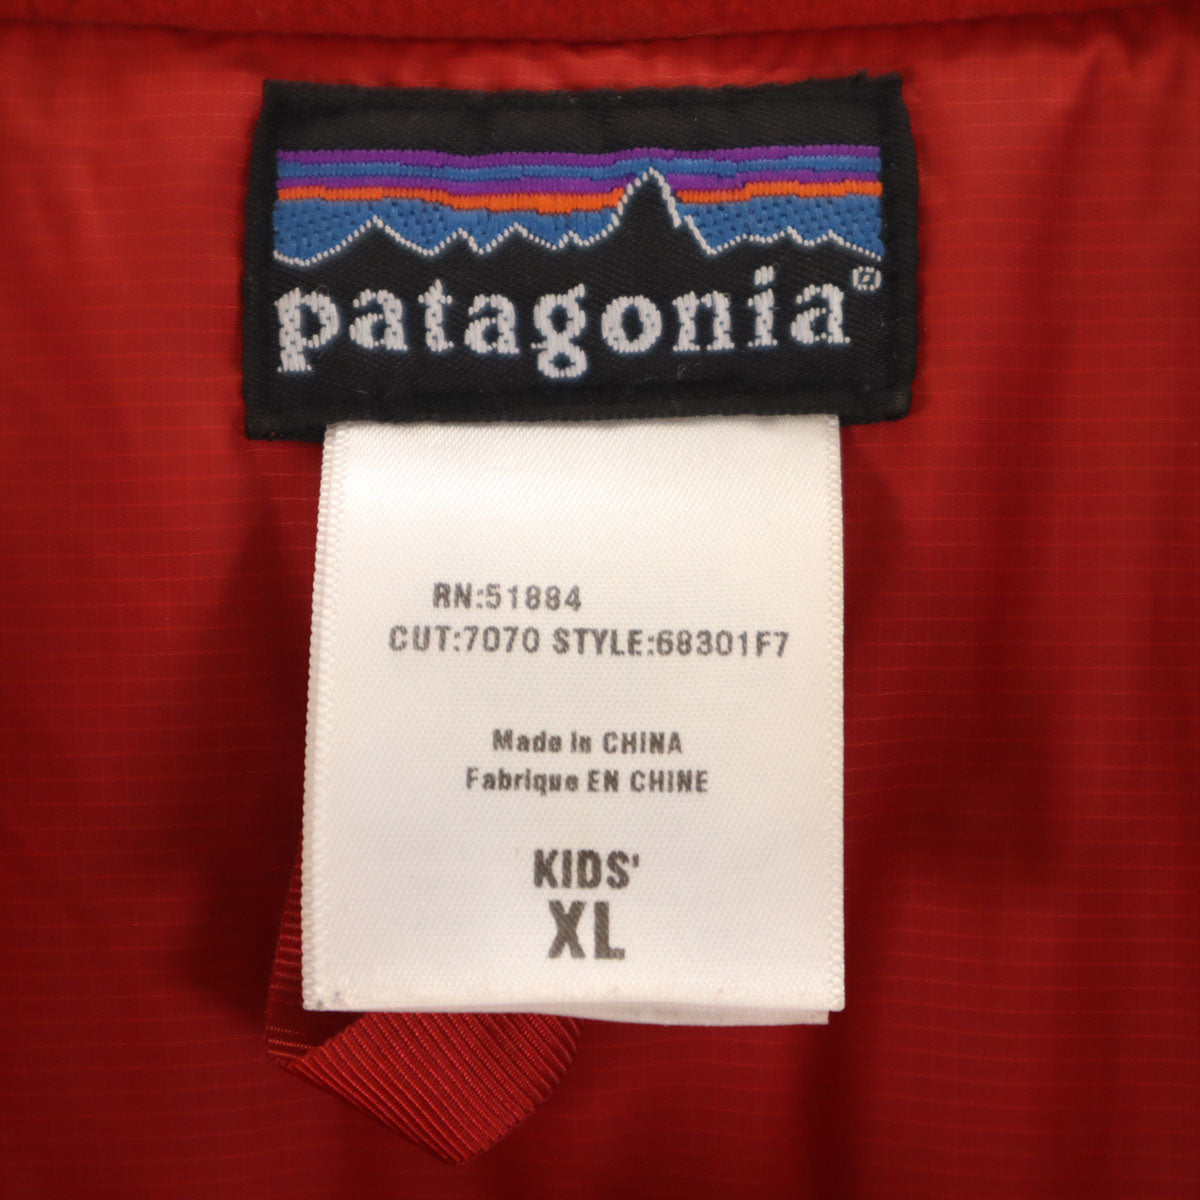 patagonia®
RN:51884
CUT:7070 STYLE:68301F7
Made In CHINA
Fabrique EN CHINE
KIDS'
XL